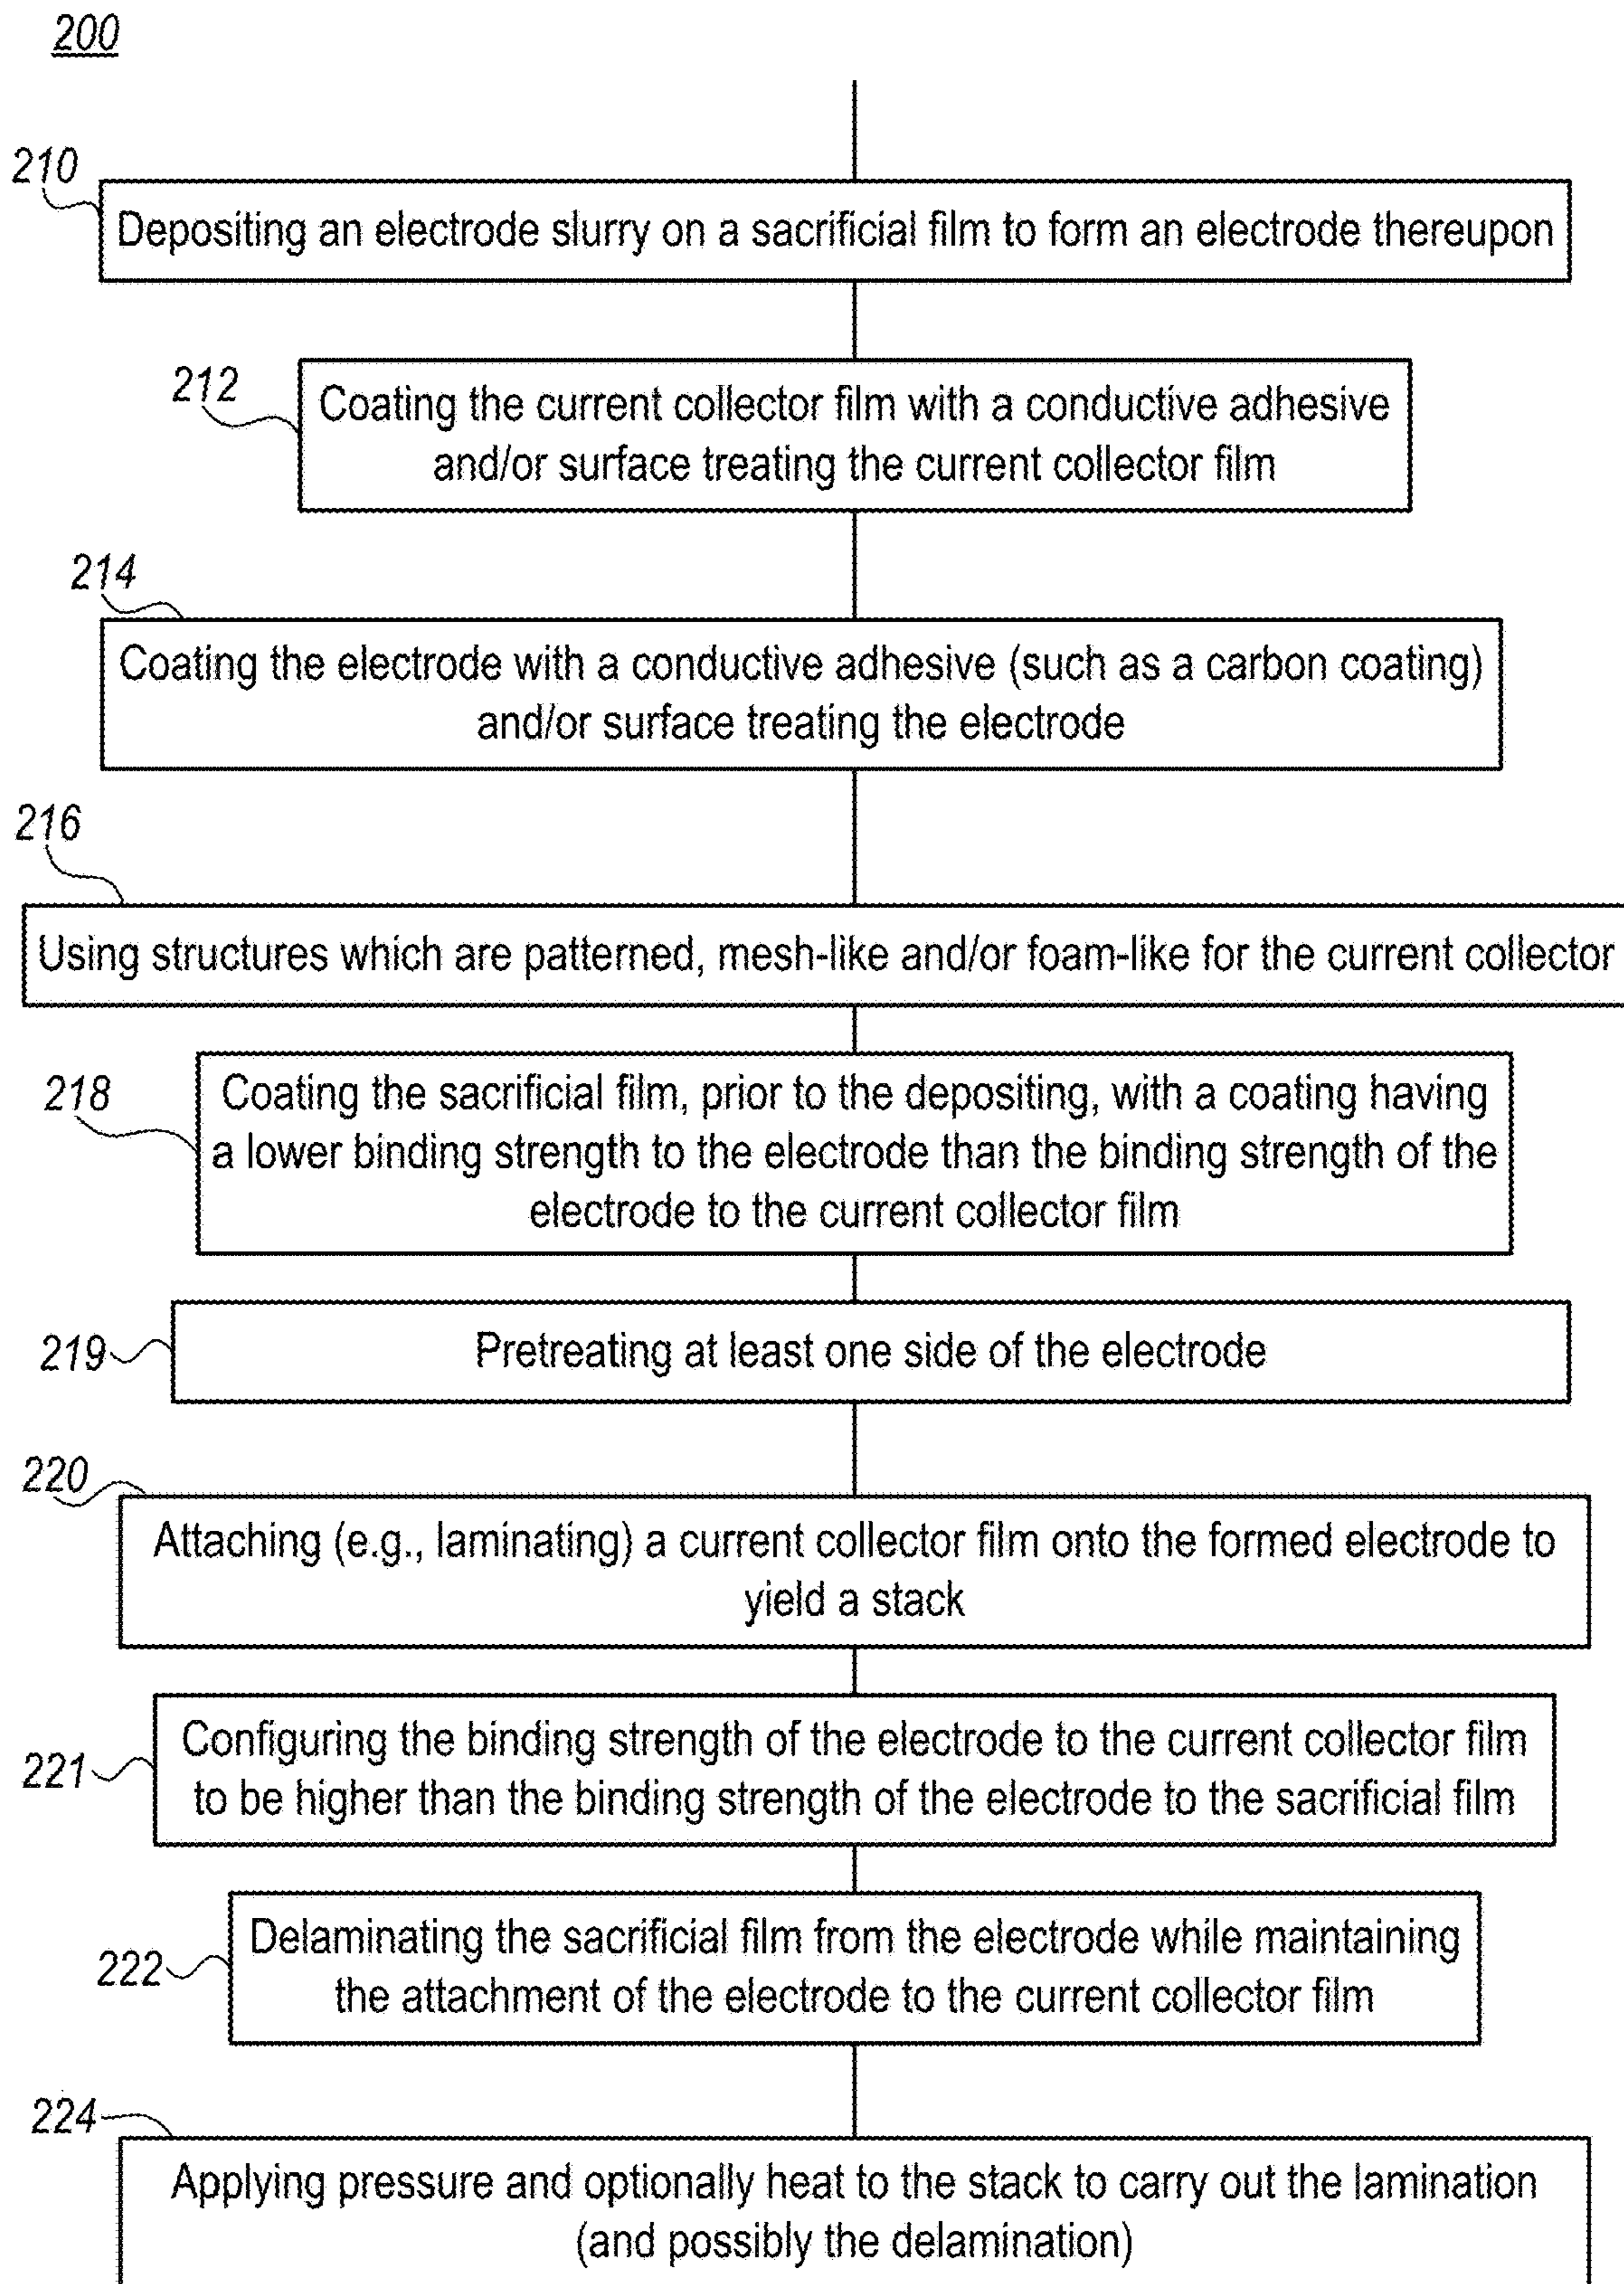 200
210
Depositing an electrode slurry on a sacrificial film to form an electrode thereupon
212
Coating the current collector film with a conductive adhesive
and/or surface treating the current collector film
214
Coating the electrode with a conductive adhesive (such as a carbon coating)
and/or surface treating the electrode
216
Using structures which are patterned, mesh-like and/or foam-like for the current collector
218
Coating the sacrificial film, prior to the depositing, with a coating having
a lower binding strength to the electrode than the binding strength of the
electrode to the current collector film
219
Pretreating at least one side of the electrode
220
Attaching (e.g., laminating) a current collector film onto the formed electrode to
yield a stack
221
Configuring the binding strength of the electrode to the current collector film
to be higher than the binding strength of the electrode to the sacrificial film
222
Delaminating the sacrificial film from the electrode while maintaining
the attachment of the electrode to the current collector film
224
Applying pressure and optionally heat to the stack to carry out the lamination
(and possibly the delamination)